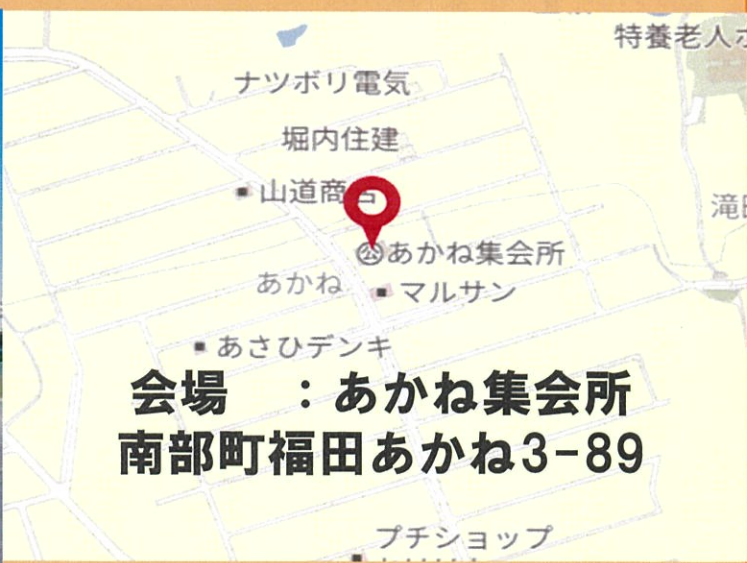 特養老人ホ
ナツボリ電気
堀内住建
山道商店
滝田
公あかね集会所
あかね
マルサン
あさひデンキ
会場　：あかね集会所
南部町福田あかね3-89
プチショップ